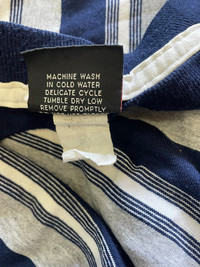 MACHINE WASH
IN COLD WATER
DELICATE CYCLE
TUMBLE DRY LOW
REMOVE PROMPTLY